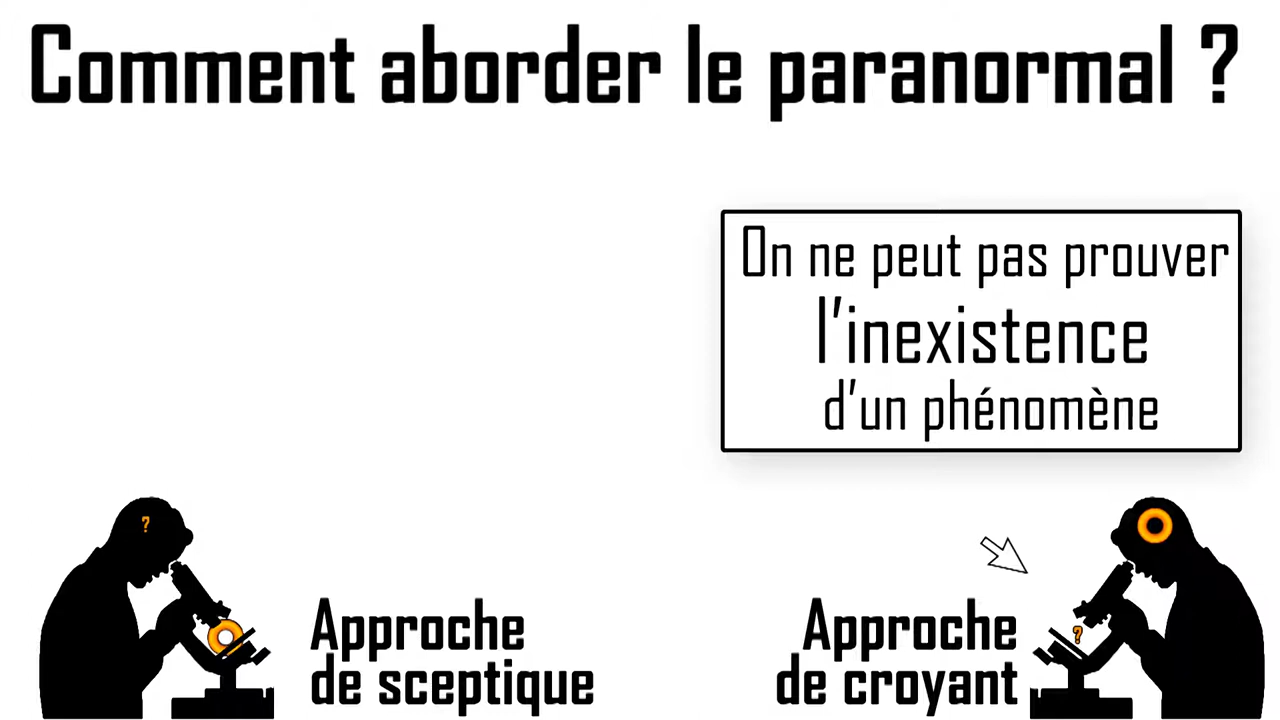 Comment aborder le paranormal ?
On ne peut pas prouver
l'inexistence
d'un phénomène
?
?
Approche
de sceptique
Approche
de croyant